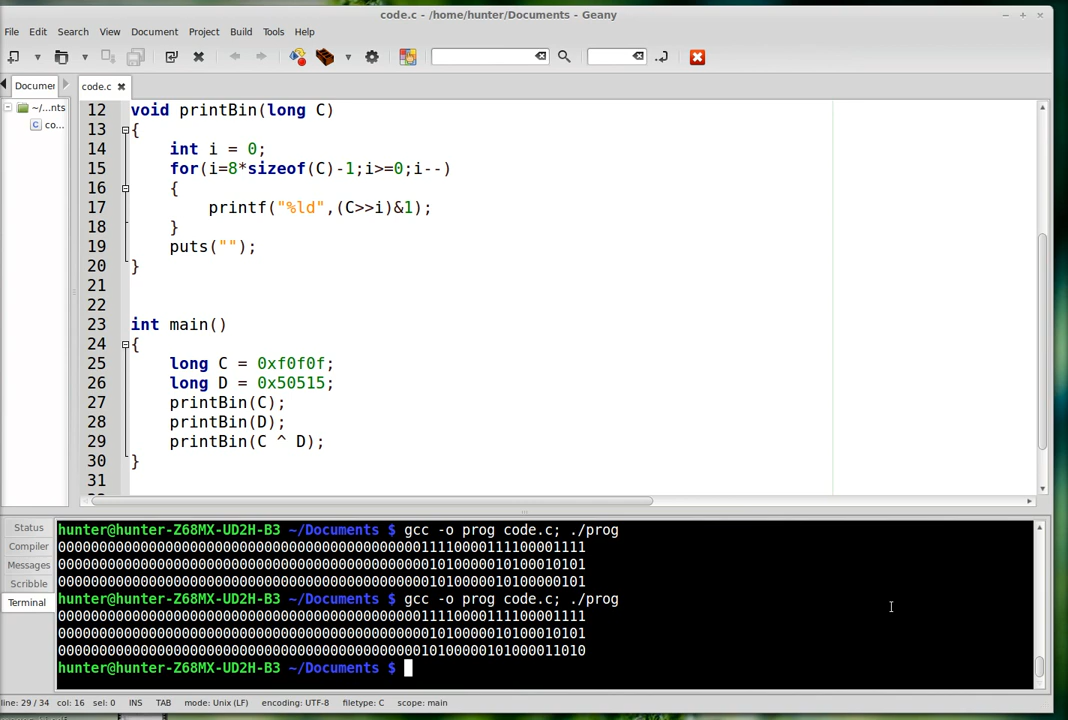 code.c - /home/hunter/Documents - Geany
File Edit Search View Document Project Build Tools Help
Documer code.c
~/...nts
co...
12 void printBin(long C)
13 {
14 int i = 0;
15 for(i=8*sizeof(C)-1;i>=0;i--)
16 {
17 printf("%ld",(C>>i)&1);
18 }
19 puts("");
20 }
21
22
23 int main()
24 {
25 long C = 0xf0f0f;
26 long D = 0x50515;
27 printBin(C);
28 printBin(D);
29 printBin(C ^ D);
30 }
31
Status
Compiler
Messages
Scribble
Terminal
hunter@hunter-Z68MX-UD2H-B3 ~/Documents $ gcc -o prog code.c; ./prog
0000000000000000000000000000000000000000000011110000111100001111
0000000000000000000000000000000000000000000001010000010100010101
0000000000000000000000000000000000000000000001010000010100000101
hunter@hunter-Z68MX-UD2H-B3 ~/Documents $ gcc -o prog code.c; ./prog
0000000000000000000000000000000000000000000011110000111100001111
0000000000000000000000000000000000000000000001010000010100010101
0000000000000000000000000000000000000000000010100000101000011010
hunter@hunter-Z68MX-UD2H-B3 ~/Documents $
line: 29 / 34 col: 16 sel: 0 INS TAB mode: Unix (LF) encoding: UTF-8 filetype: C scope: main